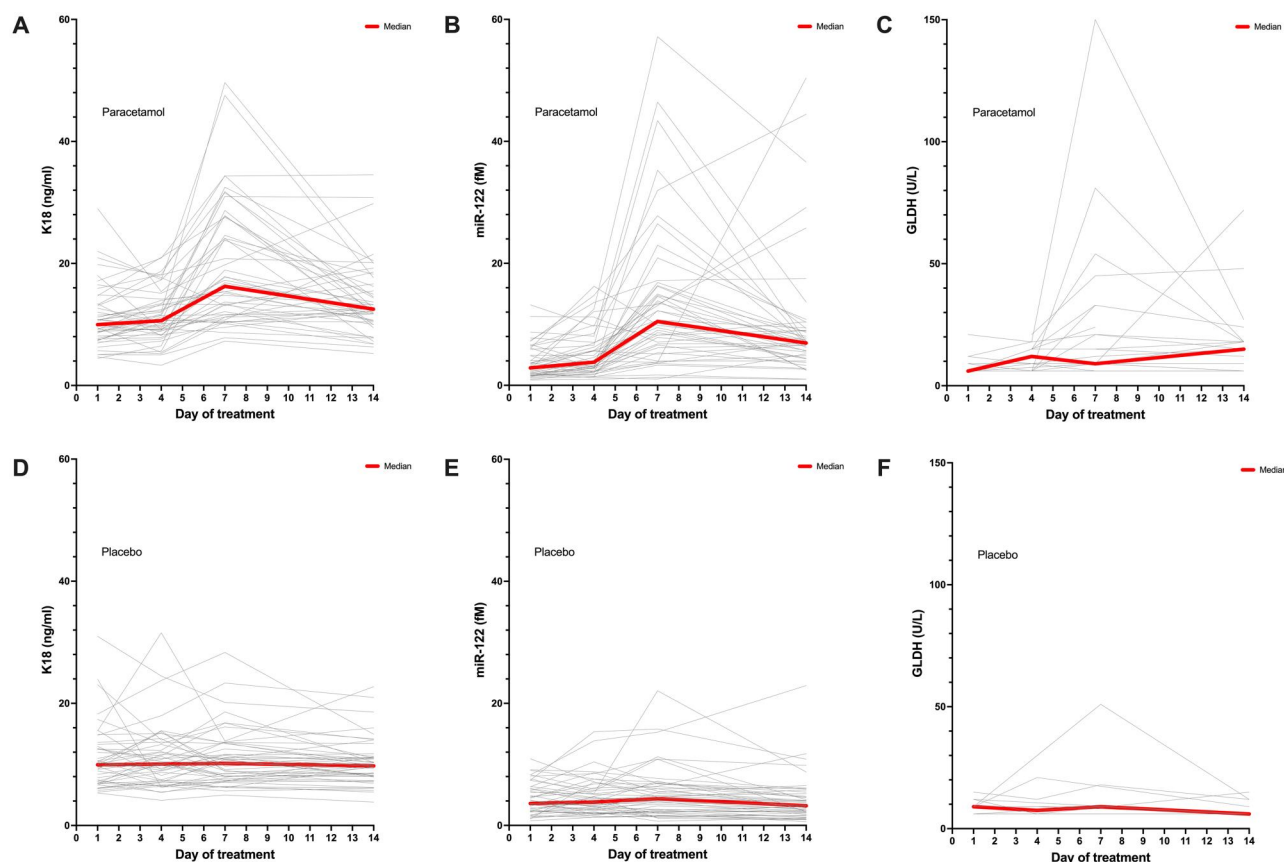 A
60
Median
Paracetamol
40
K18 (ng/ml)
20
0
0 1 2 3 4 5 6 7 8 9 10 11 12 13 14
Day of treatment
B
60
Median
Paracetamol
40
miR-122 (fM)
20
0
0 1 2 3 4 5 6 7 8 9 10 11 12 13 14
Day of treatment
C
150
Median
Paracetamol
100
GLDH (U/L)
50
0
0 1 2 3 4 5 6 7 8 9 10 11 12 13 14
Day of treatment
D
60
Median
Placebo
40
K18 (ng/ml)
20
0
0 1 2 3 4 5 6 7 8 9 10 11 12 13 14
Day of treatment
E
60
Median
Placebo
40
miR-122 (fM)
20
0
0 1 2 3 4 5 6 7 8 9 10 11 12 13 14
Day of treatment
F
150
Median
Placebo
100
GLDH (U/L)
50
0
0 1 2 3 4 5 6 7 8 9 10 11 12 13 14
Day of treatment